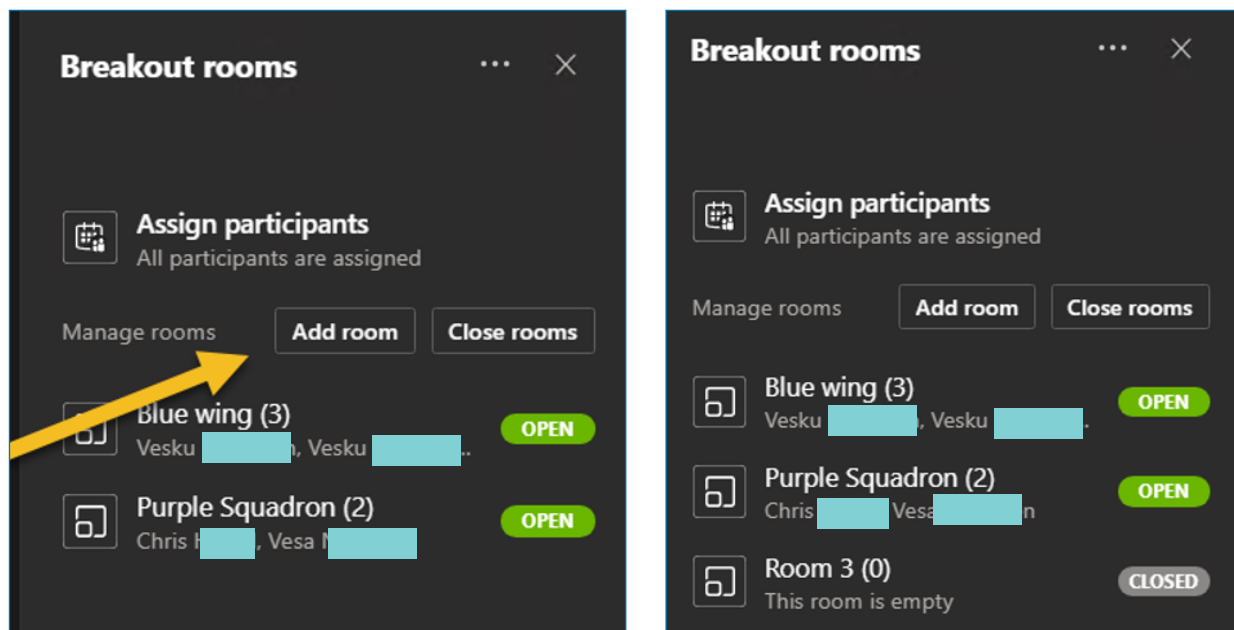 Breakout rooms
Assign participants
All participants are assigned
Manage rooms Add room Close rooms
Blue wing (3)
Vesku , Vesku ..
OPEN
Purple Squadron (2)
Chris H , Vesa
OPEN
Breakout rooms
Assign participants
All participants are assigned
Manage rooms Add room Close rooms
Blue wing (3)
Vesku , Vesku .
OPEN
Purple Squadron (2)
Chris Vesa n
OPEN
Room 3 (0)
This room is empty
CLOSED